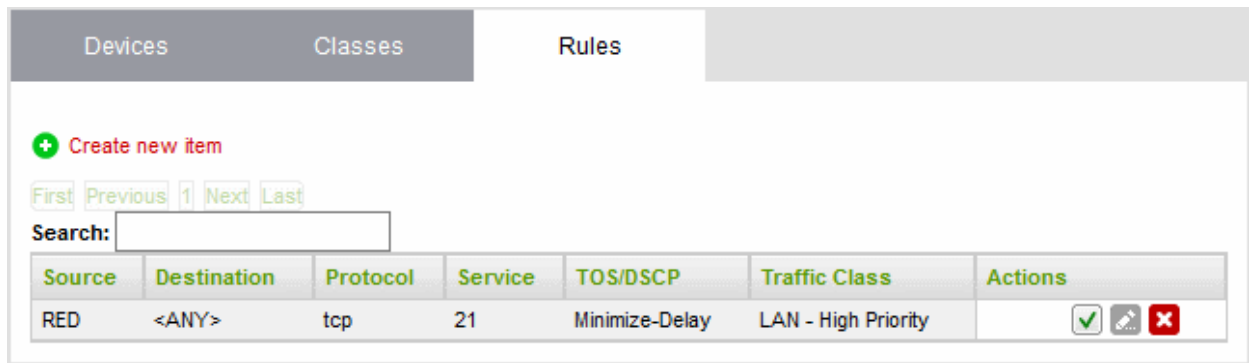 Devices Classes Rules
Create new item
First Previous 1 Next Last
Search:
Source Destination Protocol Service TOS/DSCP Traffic Class Actions
RED <ANY> tcp 21 Minimize-Delay LAN - High Priority